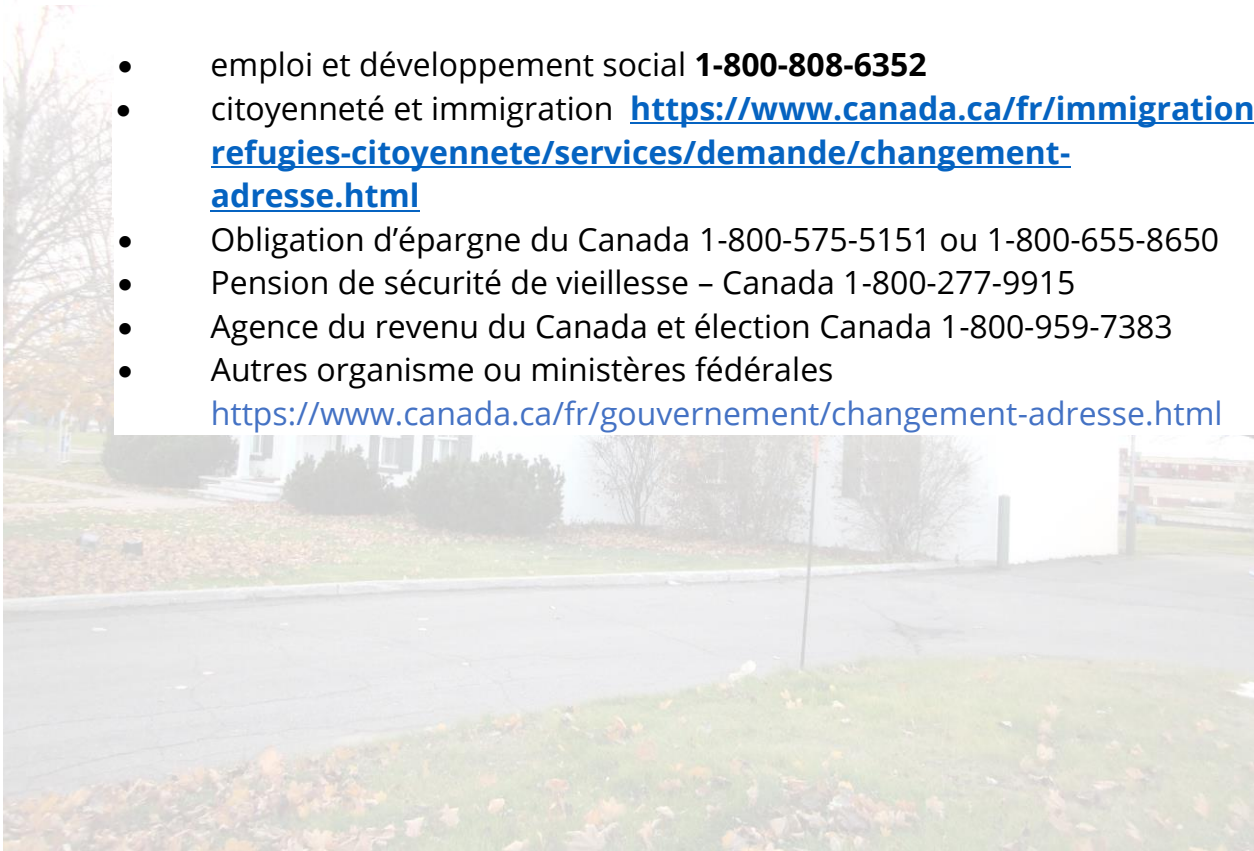 • emploi et développement social 1-800-808-6352
• citoyenneté et immigration https://www.canada.ca/fr/immigration
refugies-citoyennete/services/demande/changement-
adresse.html
• Obligation d’épargne du Canada 1-800-575-5151 ou 1-800-655-8650
• Pension de sécurité de vieillesse – Canada 1-800-277-9915
• Agence du revenu du Canada et élection Canada 1-800-959-7383
• Autres organisme ou ministères fédérales
https://www.canada.ca/fr/gouvernement/changement-adresse.html